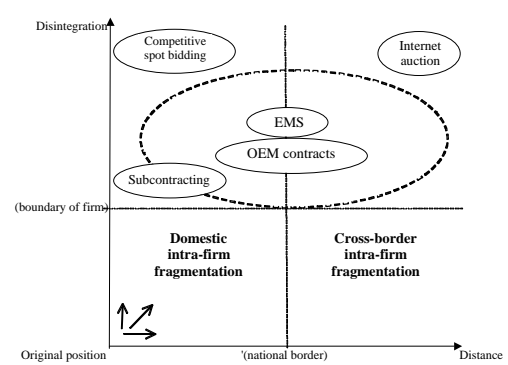 Disintegration
Competitive
spot bidding
Internet
auction
EMS
OEM contracts
Subcontracting
(boundary of firm)
Domestic
intra-firm
fragmentation
Cross-border
intra-firm
fragmentation
Original position
'(national border)
Distance